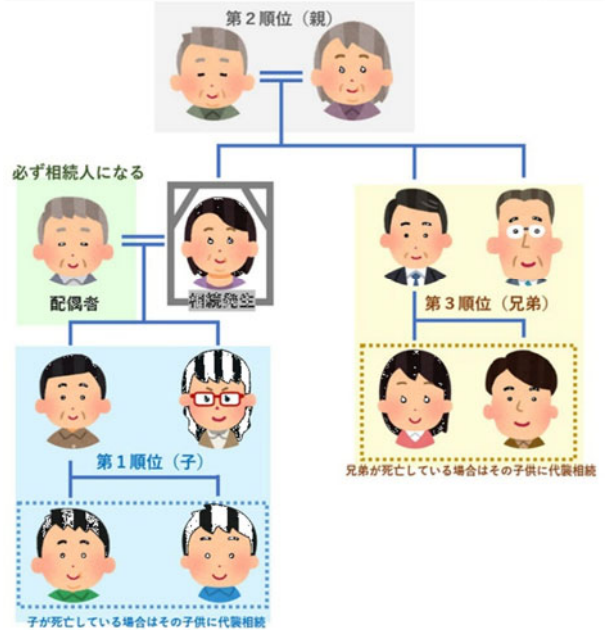 第2順位（親）
必ず相続人になる
配偶者
相続発生
第3順位（兄弟）
第1順位（子）
兄弟が死亡している場合はその子供に代襲相続
子が死亡している場合はその子供に代襲相続